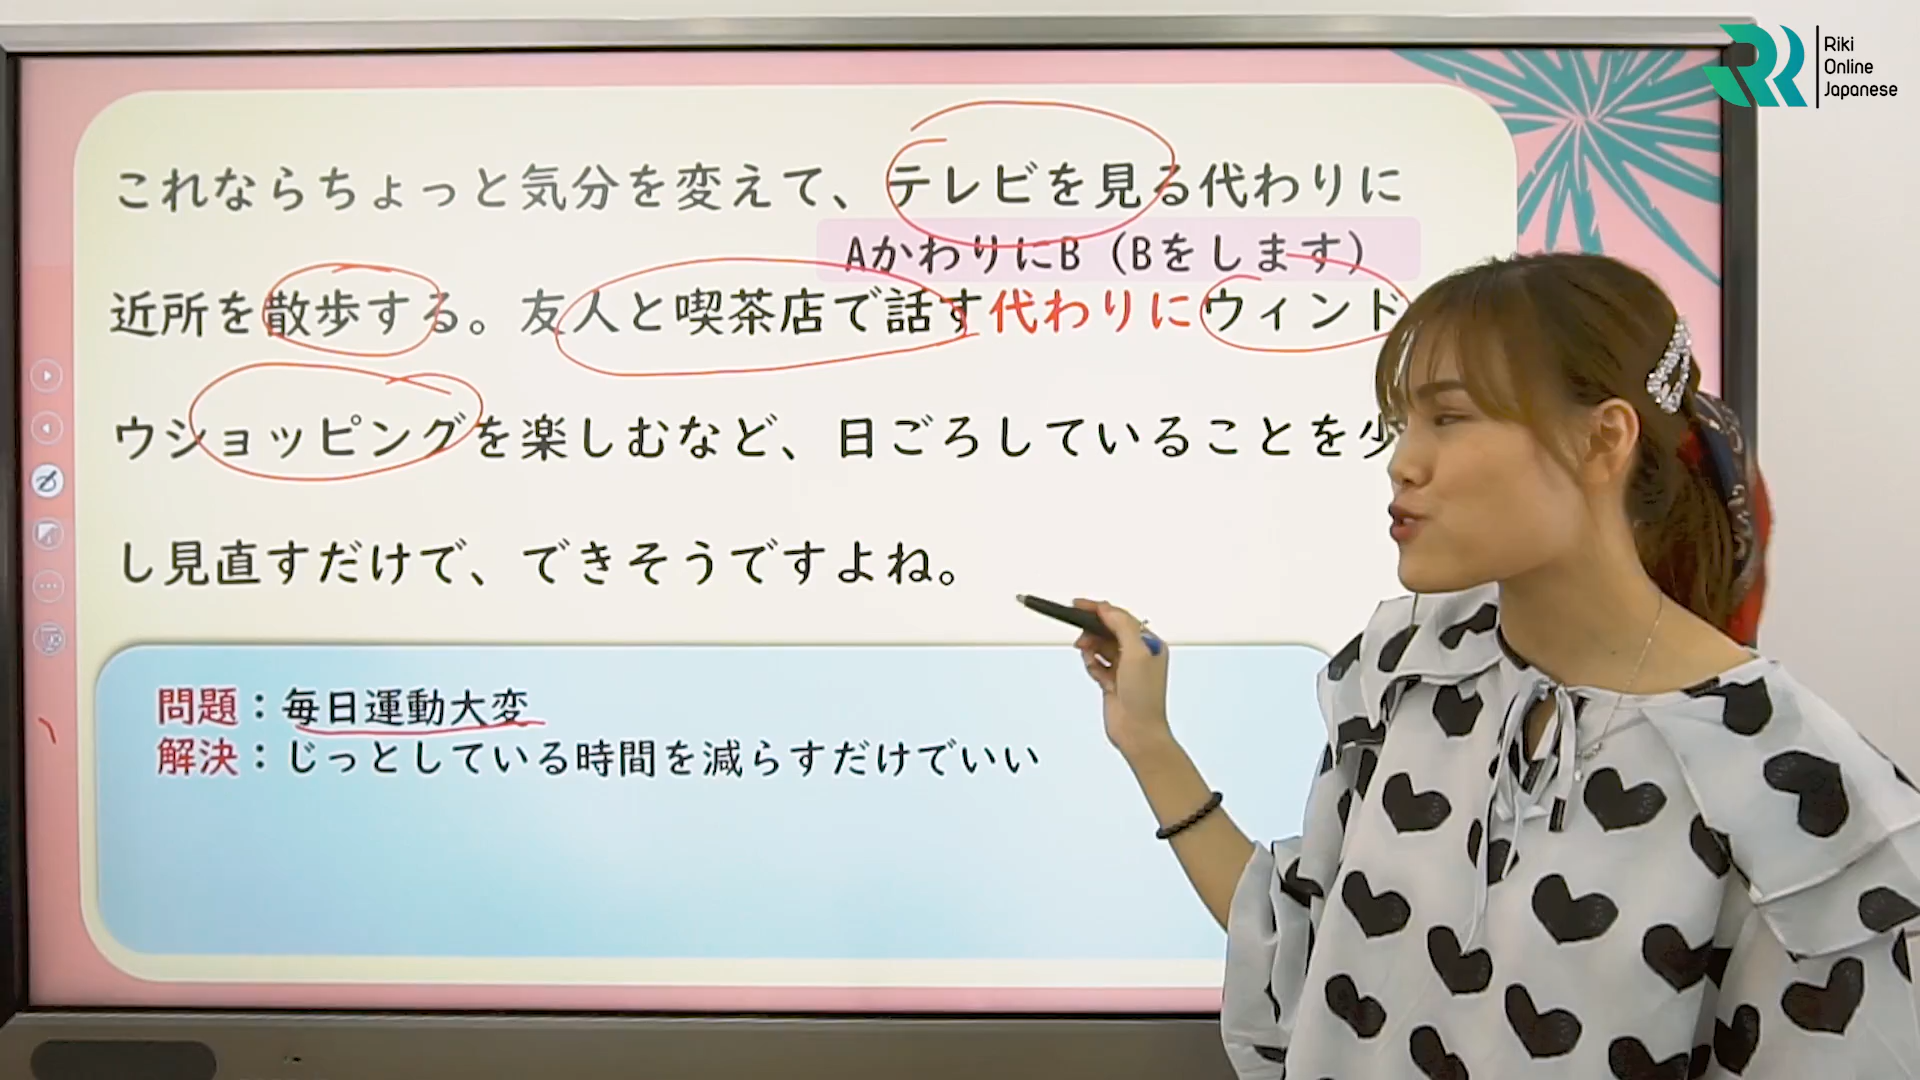 これならちょっと気分を変えて、テレビを見る代わりに
AかわりにB（Bをします）
近所を散歩する。友人と喫茶店で話す代わりにウィンド
ウショッピングを楽しむなど、日ごろしていることを少
し見直すだけで、できそうですよね。
問題：毎日運動大変
解決：じっとしている時間を減らすだけでいい
Riki
Online
Japanese